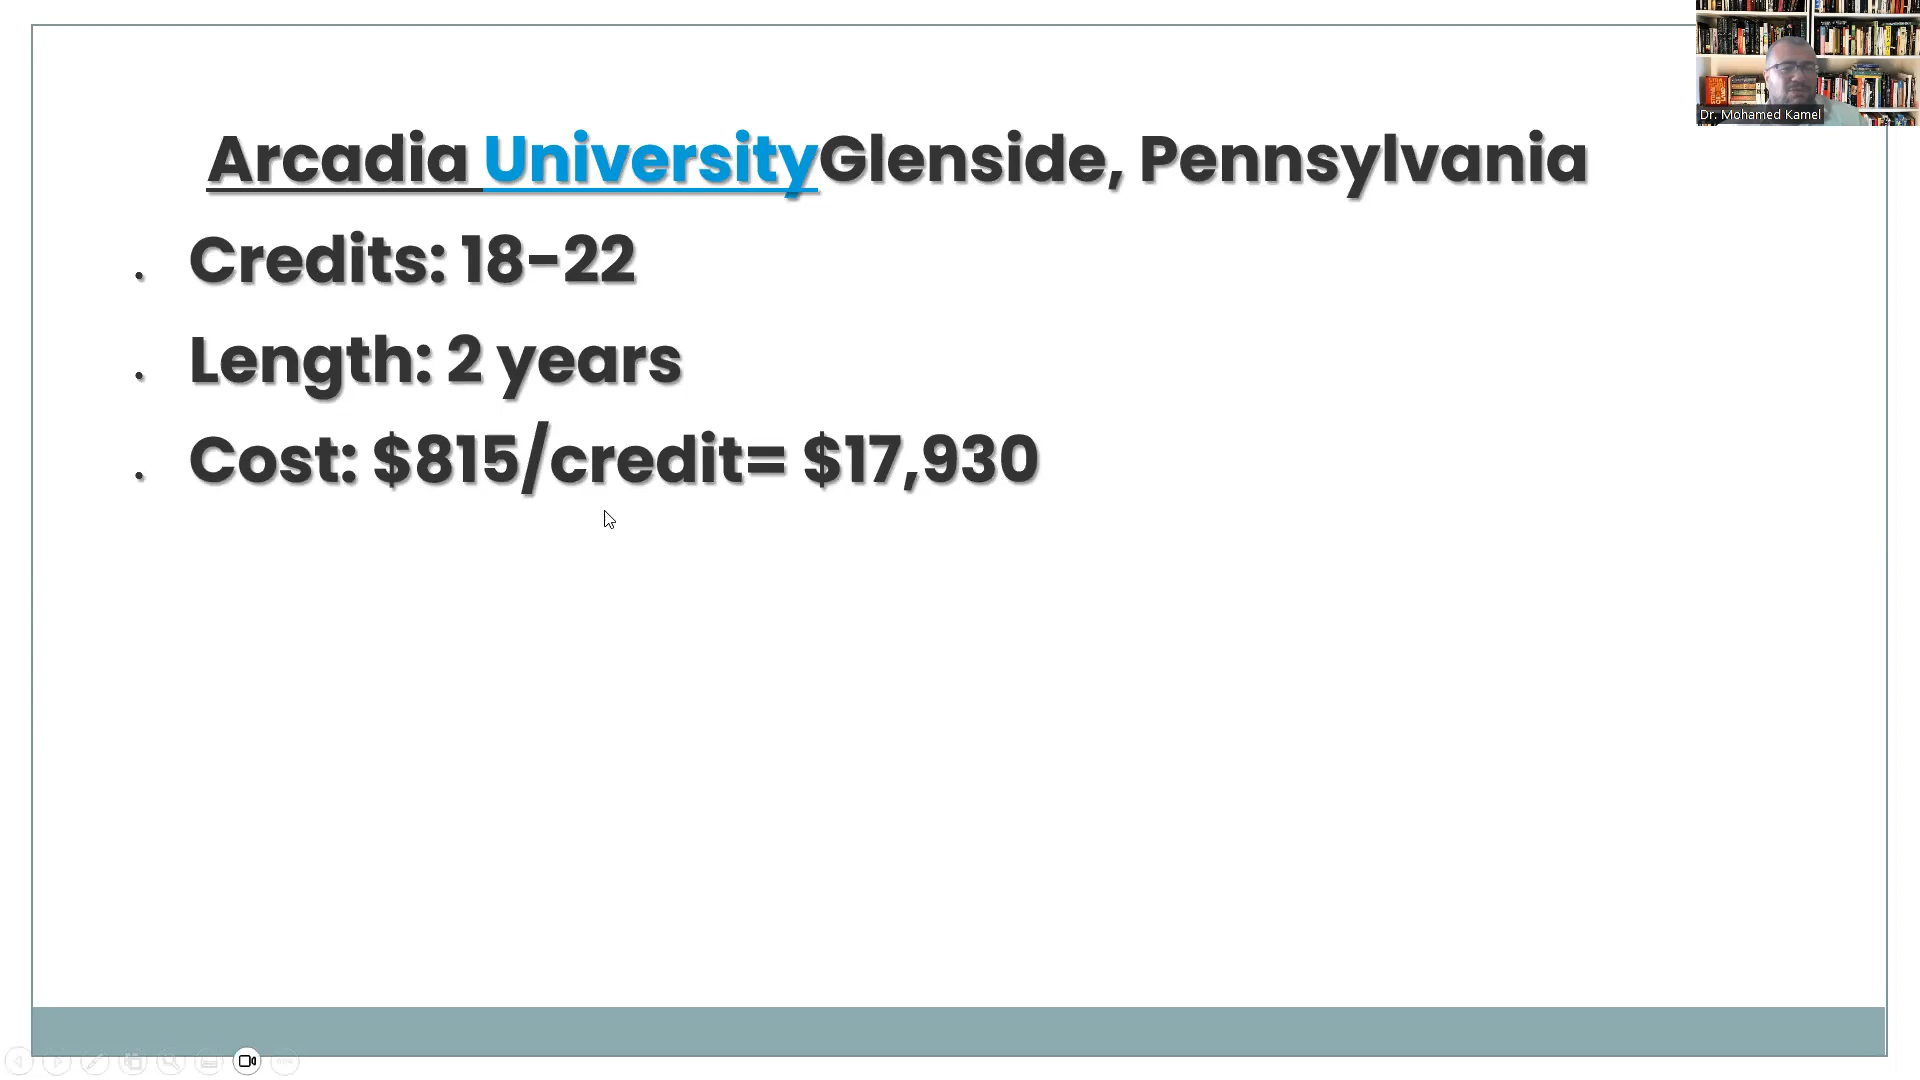 Dr. Mohamed Kamel
Arcadia UniversityGlenside, Pennsylvania
. Credits: 18-22
. Length: 2 years
. Cost: $815/credit= $17,930